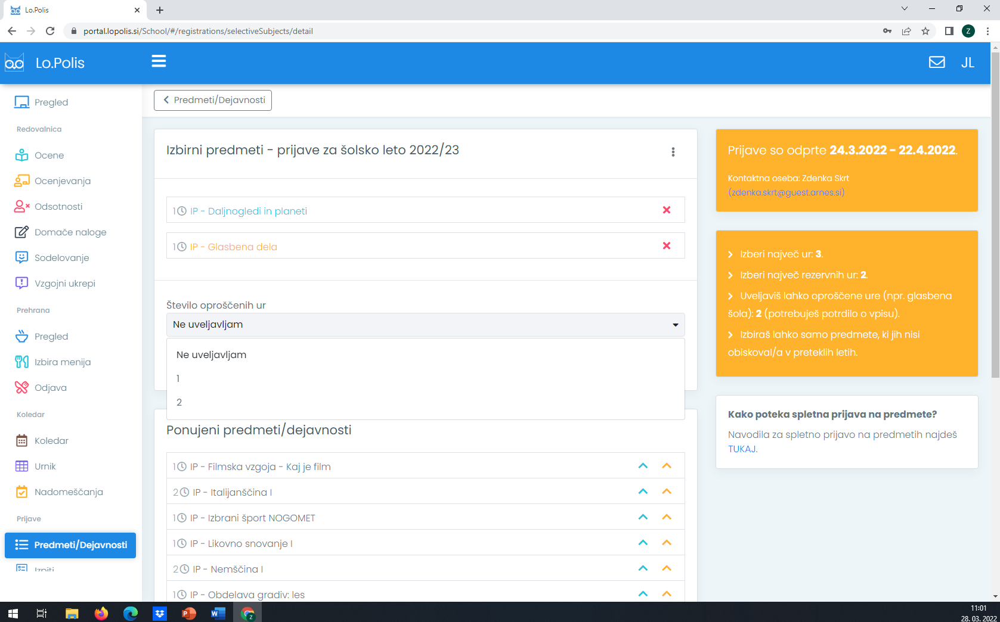 Lo.Polis
portal.lopolis.si/School/#/registrations/selectiveSubjects/detail
Z
Lo.Polis
JL
Pregled
Redovalnica
Ocene
Ocenjevanja
Odsotnosti
Domače naloge
Sodelovanje
Vzgojni ukrepi
Prehrana
Pregled
Izbira menija
Odjava
Koledar
Koledar
Urnik
Nadomeščanja
Prijave
Predmeti/Dejavnosti
Izpiti
Predmeti/Dejavnosti
Izbirni predmeti - prijave za šolsko leto 2022/23
1 IP - Daljnogledi in planeti
1 IP - Glasbena dela
Število oproščenih ur
Ne uveljavljam
Ne uveljavljam
1
2
Ponujeni predmeti/dejavnosti
1 IP - Filmska vzgoja - Kaj je film
2 IP - Italijanščina I
1 IP - Izbrani šport NOGOMET
1 IP - Likovno snovanje I
2 IP - Nemščina I
1 IP - Obdelava gradiv: les
Prijave so odprte 24.3.2022 - 22.4.2022.
Kontaktna oseba: Zdenka Skrt
(zdenka.skrt@guest.arnes.si)
Izberi največ ur: 3.
Izberi največ rezervnih ur: 2.
Uveljaviš lahko oproščene ure (npr. glasbena
šola): 2 (potrebuješ potrdilo o vpisu).
Izbiraš lahko samo predmete, ki jih nisi
obiskoval/a v preteklih letih.
Kako poteka spletna prijava na predmete?
Navodila za spletno prijavo na predmetih najdeš
TUKAJ.
11:01
28. 03. 2022